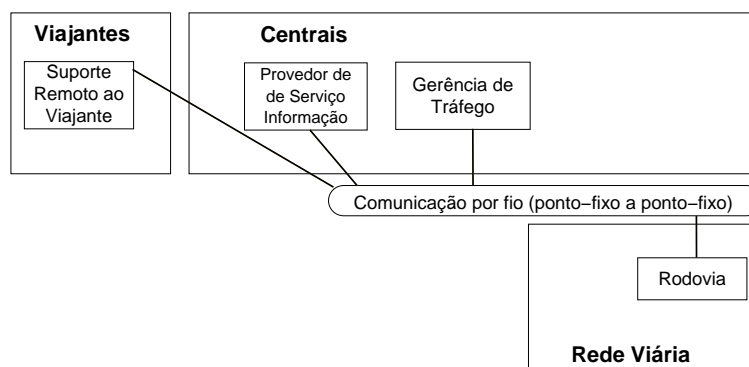 Viajantes
Suporte
Remoto ao
Viajante
Centrais
Provedor de
de Serviço
Informação
Gerência de
Tráfego
Comunicação por fio (ponto−fixo a ponto−fixo)
Rodovia
Rede Viária